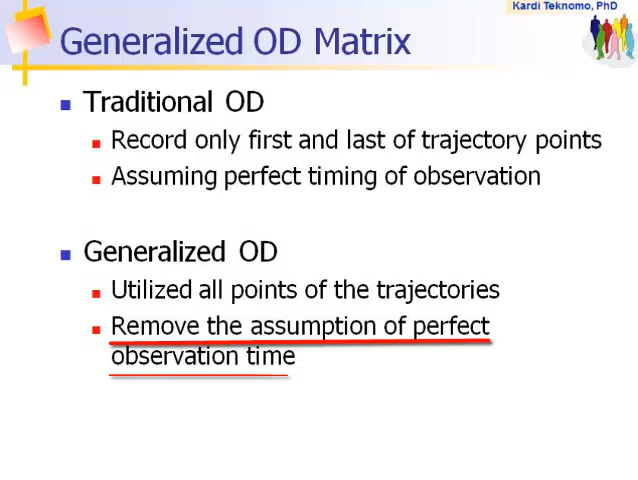 Kardi Teknomo, PhD
Generalized OD Matrix
Traditional OD
Record only first and last of trajectory points
Assuming perfect timing of observation
Generalized OD
Utilized all points of the trajectories
Remove the assumption of perfect
observation time